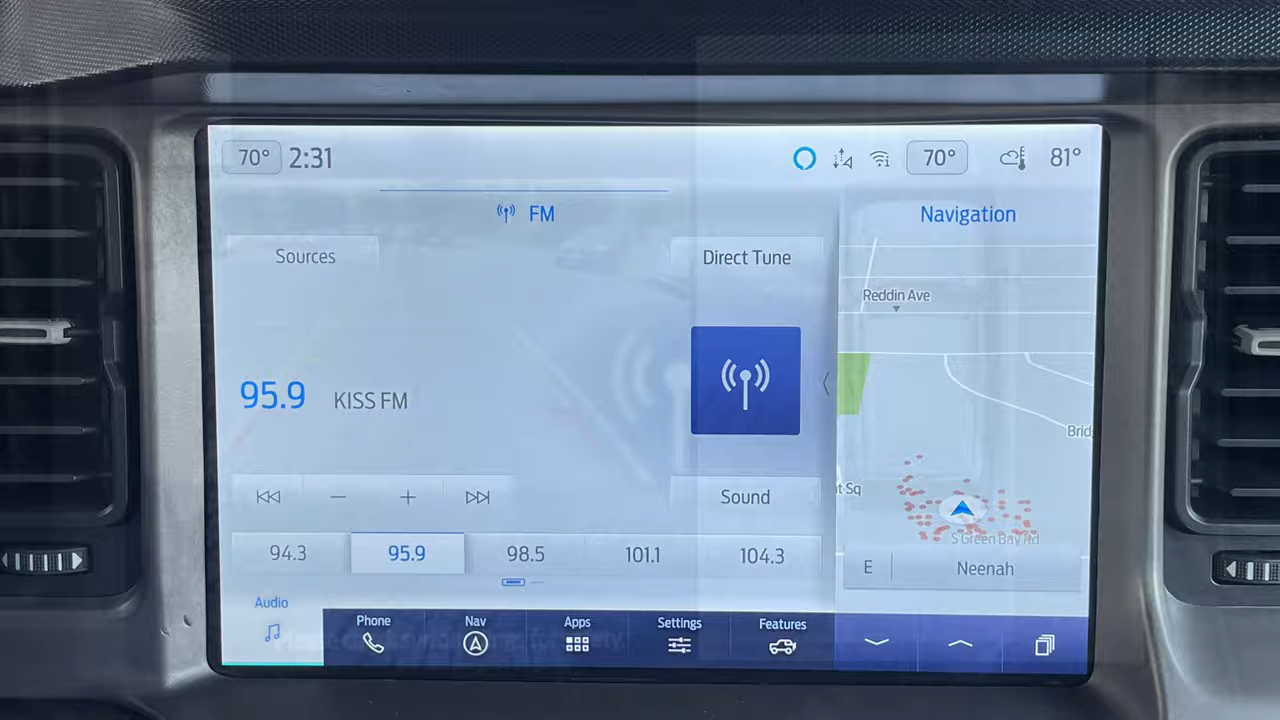 70° 2:31
70° 81°
FM
Navigation
Sources
Direct Tune
Reddin Ave
95.9 KISS FM
Brid
t Sq
Sound
S Green Bay Rd
94.3 95.9 98.5 101.1 104.3
E Neenah
Audio
Phone Nav Apps Settings Features